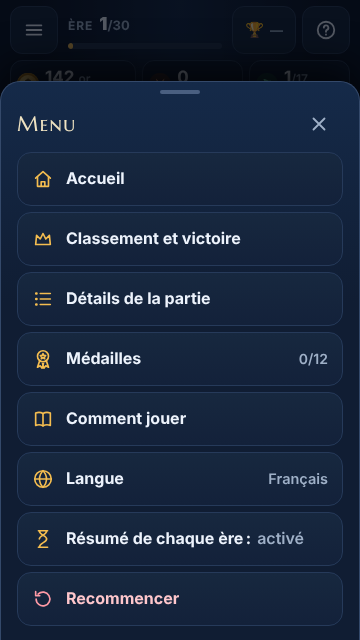 ÈRE 1/30
—
142 or
0
1/17
Menu
Accueil
Classement et victoire
Détails de la partie
Médailles 0/12
Comment jouer
Langue Français
Résumé de chaque ère : activé
Recommencer